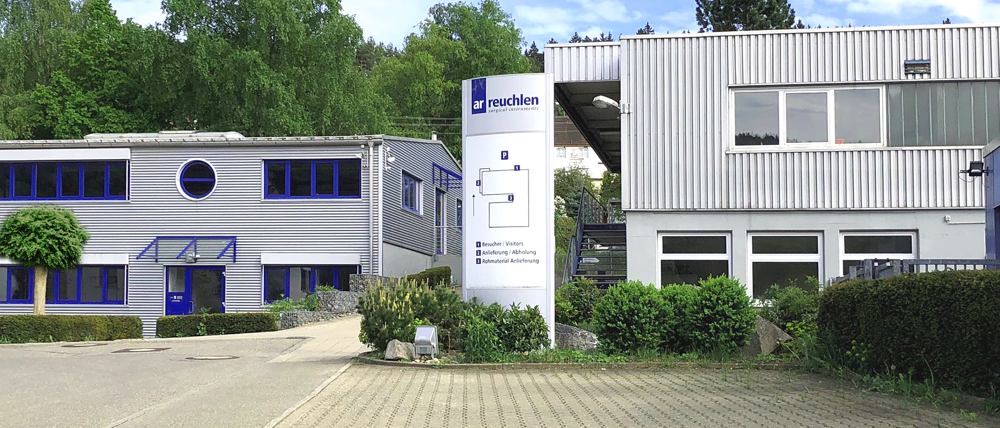 ar reuchlen
surgical instruments
P
1
2
3
1 Besucher / Visitors
2 Anlieferung / Abholung
3 Rohmaterial Anlieferung